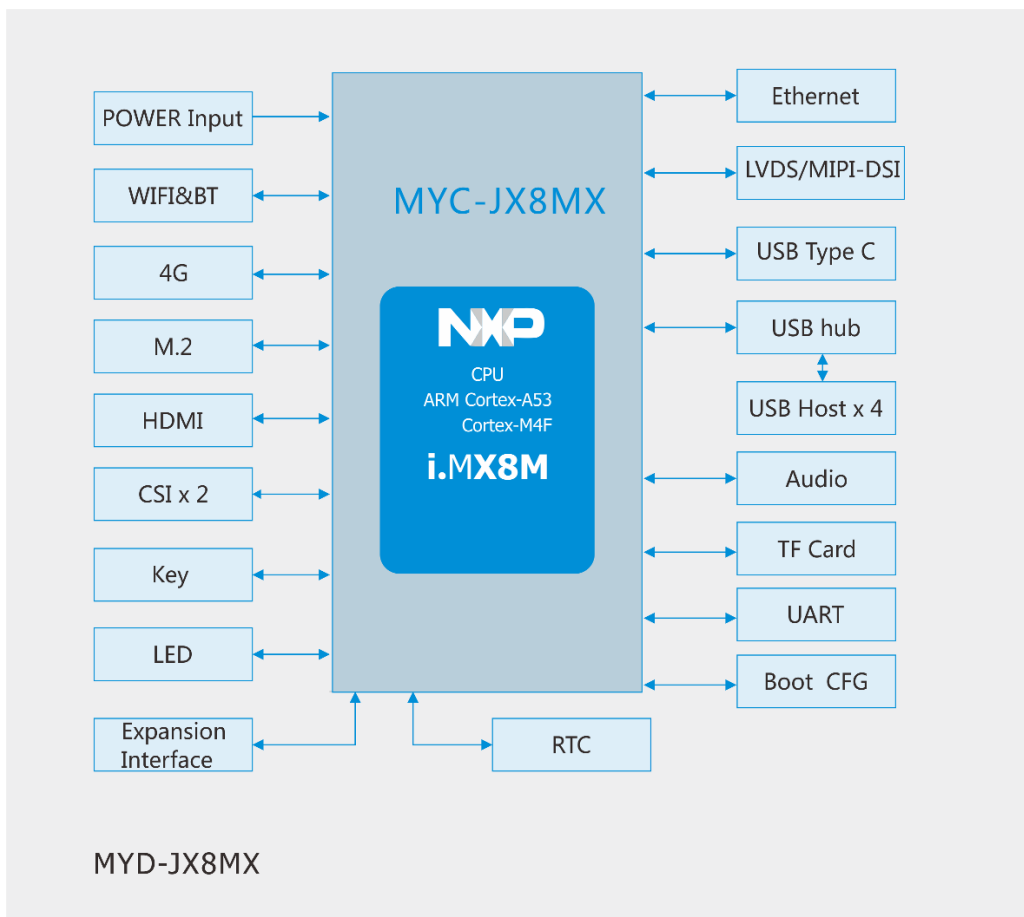 POWER Input
WIFI&BT
4G
M.2
HDMI
CSI x 2
Key
LED
Expansion
Interface
MYC-JX8MX
NXP
CPU
ARM Cortex-A53
Cortex-M4F
i.MX8M
Ethernet
LVDS/MIPI-DSI
USB Type C
USB hub
USB Host x 4
Audio
TF Card
UART
Boot CFG
RTC
MYD-JX8MX